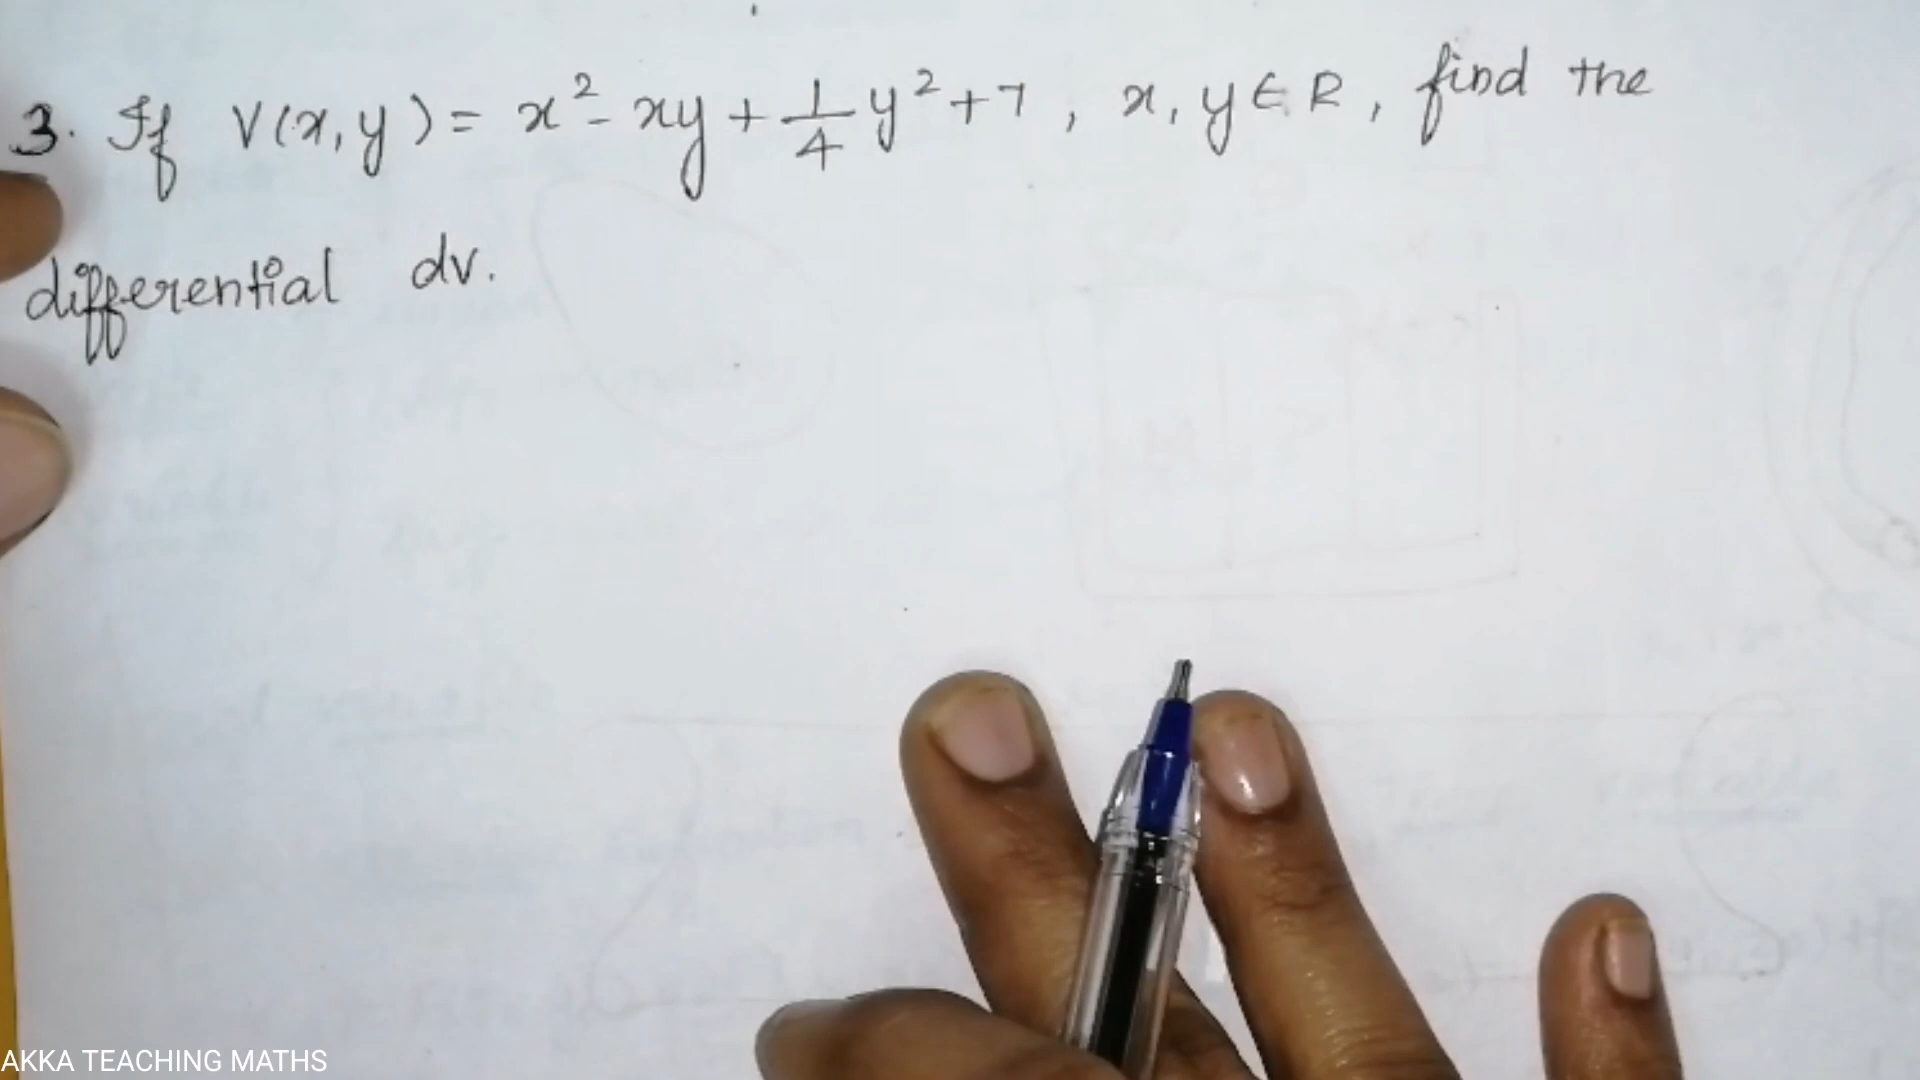 3. If V(x,y) = x² - xy + 1/4 y² + 7, x, y ∈ R, find the
differential dv.
AKKA TEACHING MATHS